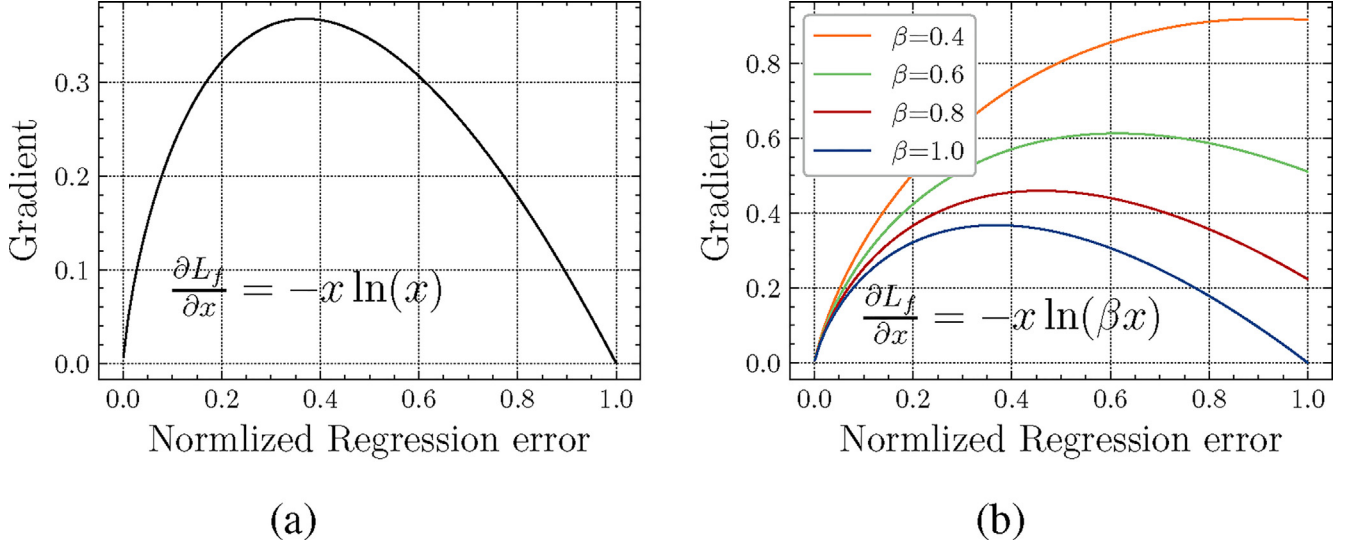 0.3
0.2
0.1
0.0
Gradient
∂L_f/∂x = −x ln(x)
0.0 0.2 0.4 0.6 0.8 1.0
Normlized Regression error
(a)
β=0.4
β=0.6
β=0.8
β=1.0
0.8
0.6
0.4
0.2
0.0
Gradient
∂L_f/∂x = −x ln(βx)
0.0 0.2 0.4 0.6 0.8 1.0
Normlized Regression error
(b)